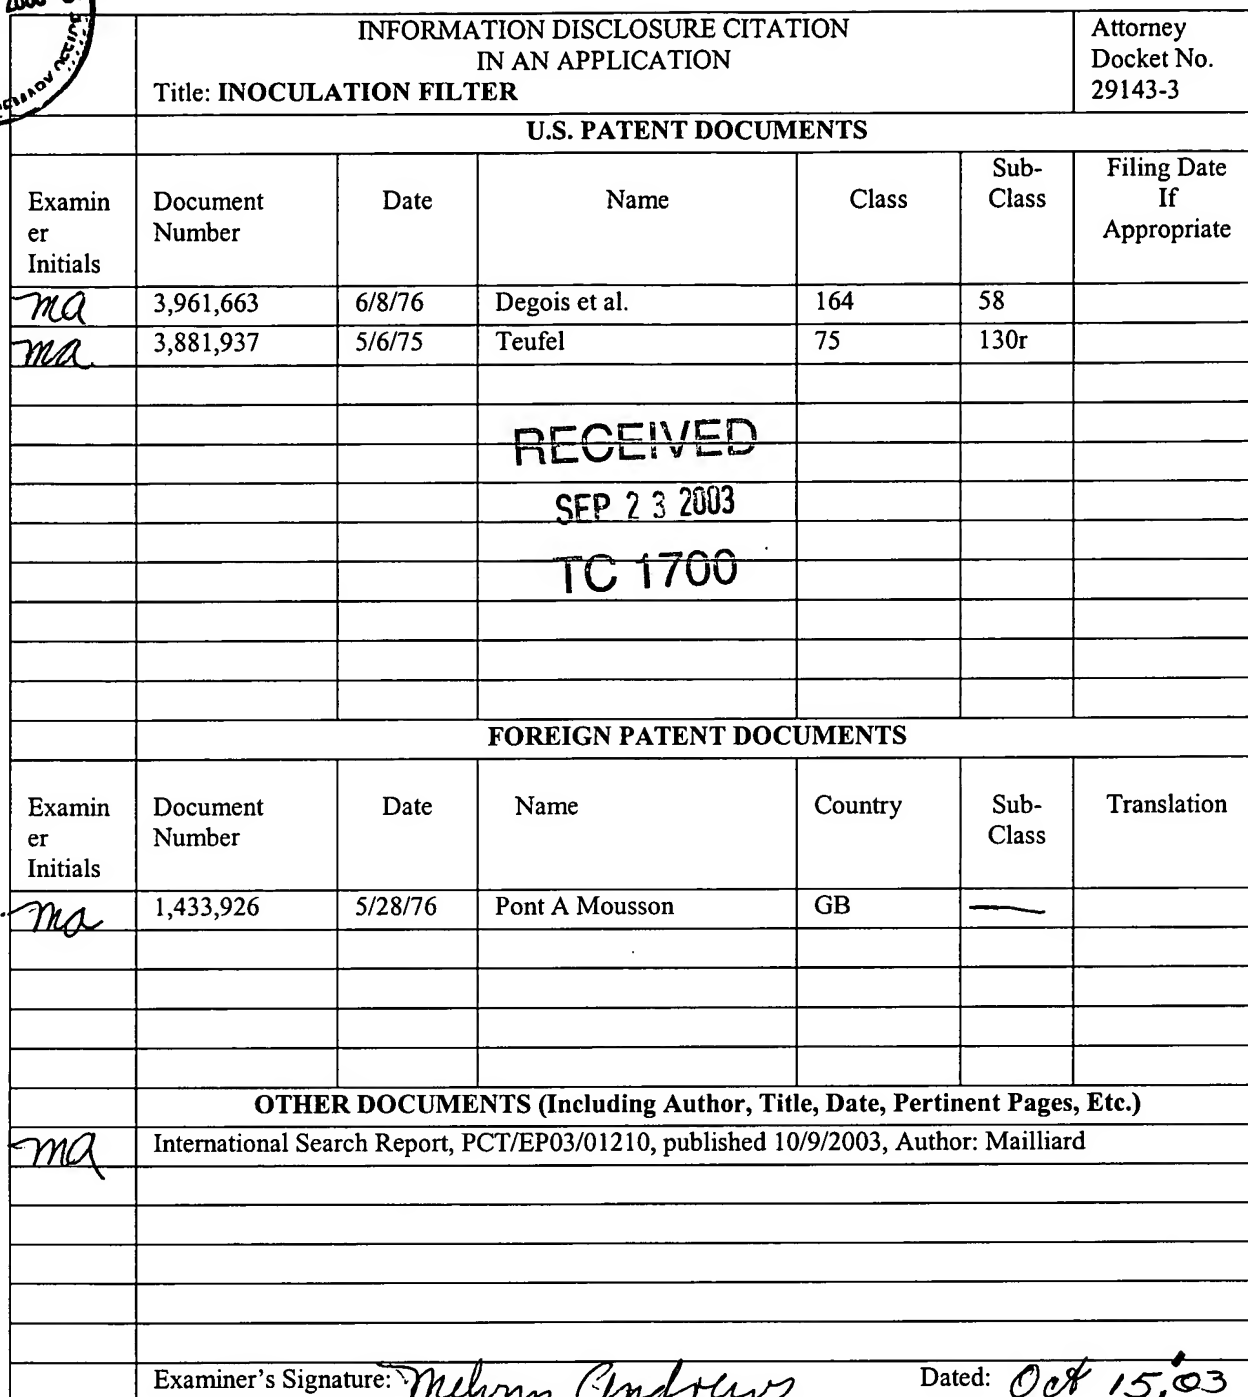 INFORMATION DISCLOSURE CITATION
IN AN APPLICATION
Title: INOCULATION FILTER
Attorney
Docket No.
29143-3
U.S. PATENT DOCUMENTS
Examin
er
Initials
Document
Number
Date
Name
Class
Sub-
Class
Filing Date
If
Appropriate
ma 3,961,663 6/8/76 Degois et al. 164 58
ma 3,881,937 5/6/75 Teufel 75 130r
RECEIVED
SEP 23 2003
TC 1700
FOREIGN PATENT DOCUMENTS
Examin
er
Initials
Document
Number
Date
Name
Country
Sub-
Class
Translation
ma 1,433,926 5/28/76 Pont A Mousson GB —
OTHER DOCUMENTS (Including Author, Title, Date, Pertinent Pages, Etc.)
ma International Search Report, PCT/EP03/01210, published 10/9/2003, Author: Mailliard
Examiner's Signature: Melvin Andrews Dated: Oct 15, 03